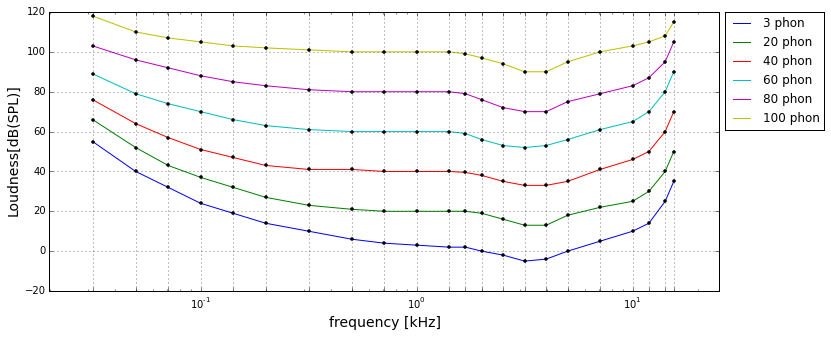 120
100
80
60
40
20
0
−20
Loudness[dB(SPL)]
10⁻¹
10⁰
10¹
frequency [kHz]
3 phon
20 phon
40 phon
60 phon
80 phon
100 phon